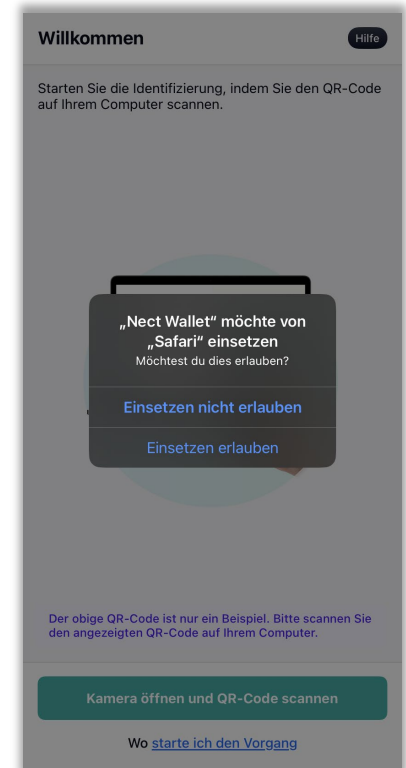 Willkommen
Hilfe
Starten Sie die Identifizierung, indem Sie den QR-Code
auf Ihrem Computer scannen.
„Nect Wallet“ möchte von
„Safari“ einsetzen
Möchtest du dies erlauben?
Einsetzen nicht erlauben
Einsetzen erlauben
Der obige QR-Code ist nur ein Beispiel. Bitte scannen Sie
den angezeigten QR-Code auf Ihrem Computer.
Kamera öffnen und QR-Code scannen
Wo starte ich den Vorgang